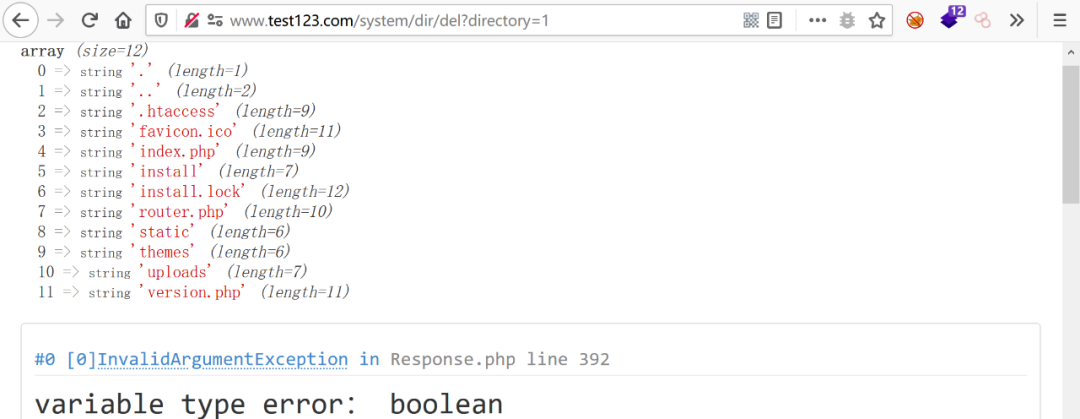 www.test123.com/system/dir/del?directory=1
12
array (size=12)
0 => string '.' (length=1)
1 => string '..' (length=2)
2 => string '.htaccess' (length=9)
3 => string 'favicon.ico' (length=11)
4 => string 'index.php' (length=9)
5 => string 'install' (length=7)
6 => string 'install.lock' (length=12)
7 => string 'router.php' (length=10)
8 => string 'static' (length=6)
9 => string 'themes' (length=6)
10 => string 'uploads' (length=7)
11 => string 'version.php' (length=11)
#0 [0]InvalidArgumentException in Response.php line 392
variable type error: boolean